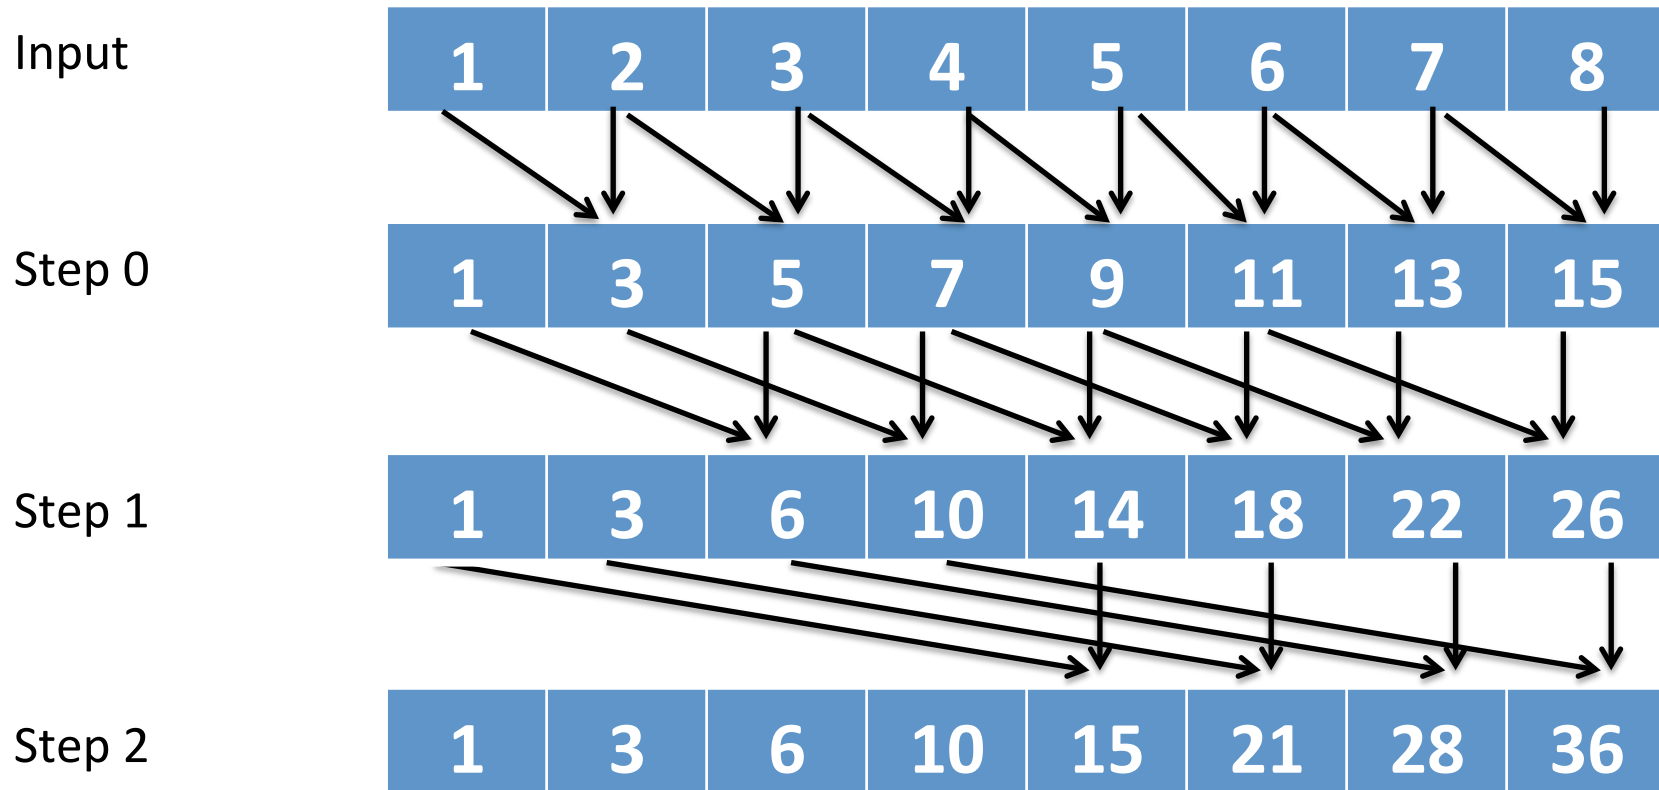 Input 1 2 3 4 5 6 7 8
Step 0 1 3 5 7 9 11 13 15
Step 1 1 3 6 10 14 18 22 26
Step 2 1 3 6 10 15 21 28 36